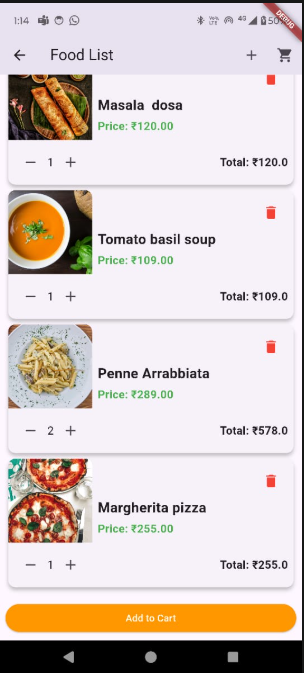 1:14
4G
50
DEBUG
Food List
Masala dosa
Price: ₹120.00
1
Total: ₹120.0
Tomato basil soup
Price: ₹109.00
1
Total: ₹109.0
Penne Arrabbiata
Price: ₹289.00
2
Total: ₹578.0
Margherita pizza
Price: ₹255.00
1
Total: ₹255.0
Add to Cart